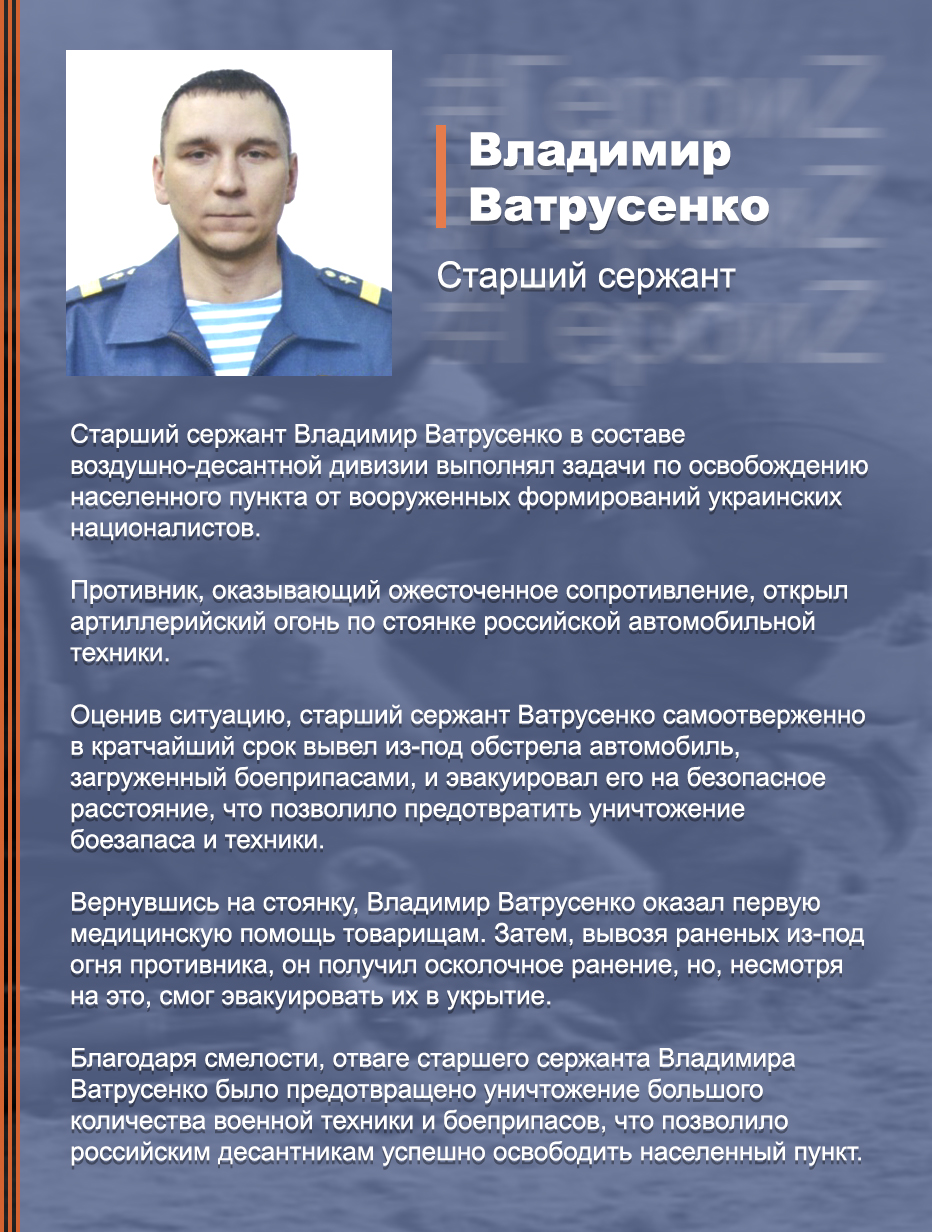 #ГероиZ
Владимир
#ГероиZ
Ватрусенко
Старший сержант
#ГероиZ
Старший сержант Владимир Ватрусенко в составе
воздушно-десантной дивизии выполнял задачи по освобождению
населенного пункта от вооруженных формирований украинских
националистов.
Противник, оказывающий ожесточенное сопротивление, открыл
артиллерийский огонь по стоянке российской автомобильной
техники.
Оценив ситуацию, старший сержант Ватрусенко самоотверженно
в кратчайший срок вывел из-под обстрела автомобиль,
загруженный боеприпасами, и эвакуировал его на безопасное
расстояние, что позволило предотвратить уничтожение
боезапаса и техники.
Вернувшись на стоянку, Владимир Ватрусенко оказал первую
медицинскую помощь товарищам. Затем, вывозя раненых из-под
огня противника, он получил осколочное ранение, но, несмотря
на это, смог эвакуировать их в укрытие.
Благодаря смелости, отваге старшего сержанта Владимира
Ватрусенко было предотвращено уничтожение большого
количества военной техники и боеприпасов, что позволило
российским десантникам успешно освободить населенный пункт.